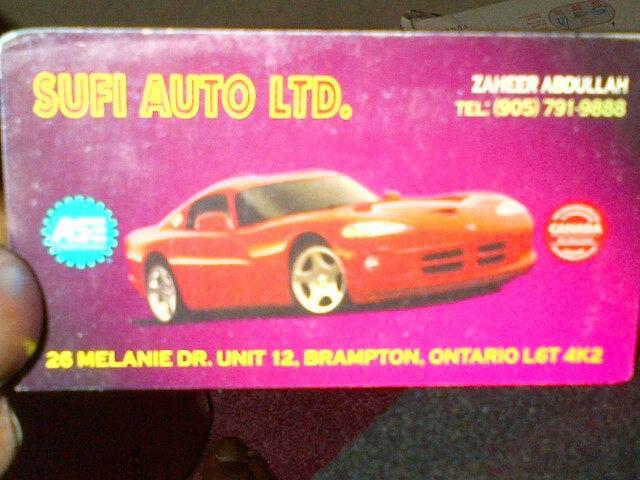 SUFI AUTO LTD.
ZAHEER ABDULLAH
TEL: (905) 791-9888
ASE
CANADA
26 MELANIE DR. UNIT 12, BRAMPTON, ONTARIO L6T 4K2